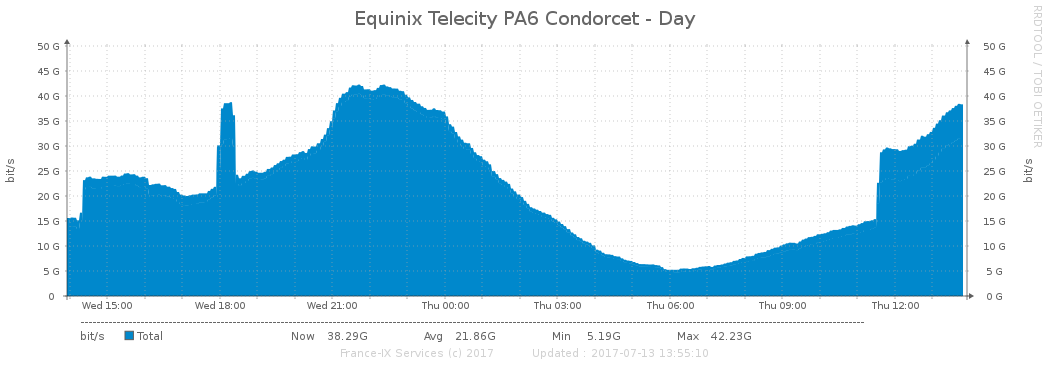 Equinix Telecity PA6 Condorcet - Day
RRDTOOL / TOBI OETIKER
50 G 50 G
45 G 45 G
40 G 40 G
35 G 35 G
30 G 30 G
25 G 25 G
20 G 20 G
15 G 15 G
10 G 10 G
5 G 5 G
0 0 G
bit/s bit/s
Wed 15:00 Wed 18:00 Wed 21:00 Thu 00:00 Thu 03:00 Thu 06:00 Thu 09:00 Thu 12:00
bit/s Total Now 38.29G Avg 21.86G Min 5.19G Max 42.23G
France-IX Services (c) 2017 Updated : 2017-07-13 13:55:10